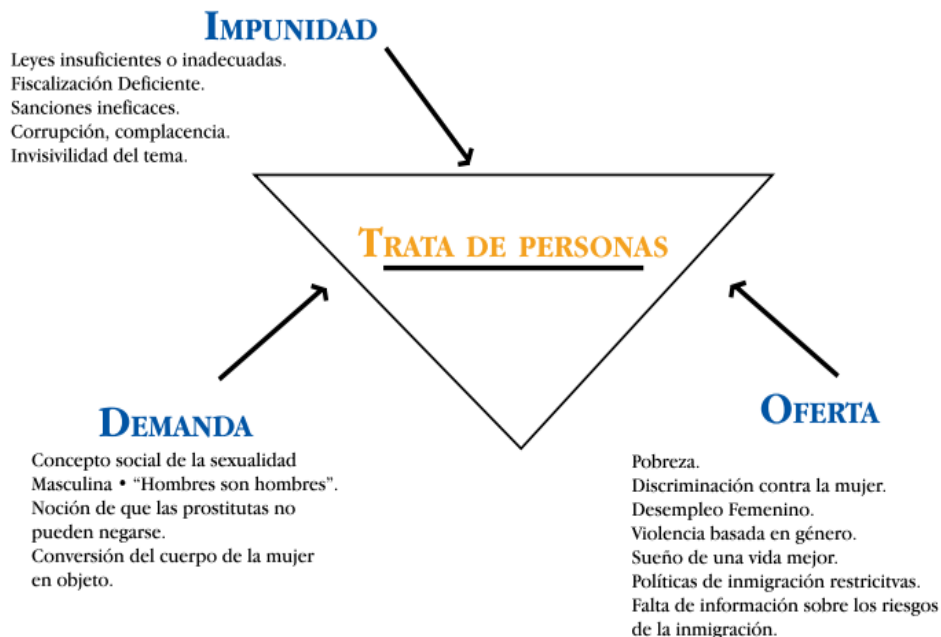 IMPUNIDAD
Leyes insuficientes o inadecuadas.
Fiscalización Deficiente.
Sanciones ineficaces.
Corrupción, complacencia.
Invisivilidad del tema.
TRATA DE PERSONAS
DEMANDA
Concepto social de la sexualidad
Masculina • “Hombres son hombres”.
Noción de que las prostitutas no
pueden negarse.
Conversión del cuerpo de la mujer
en objeto.
OFERTA
Pobreza.
Discriminación contra la mujer.
Desempleo Femenino.
Violencia basada en género.
Sueño de una vida mejor.
Políticas de inmigración restricitvas.
Falta de información sobre los riesgos
de la inmigración.